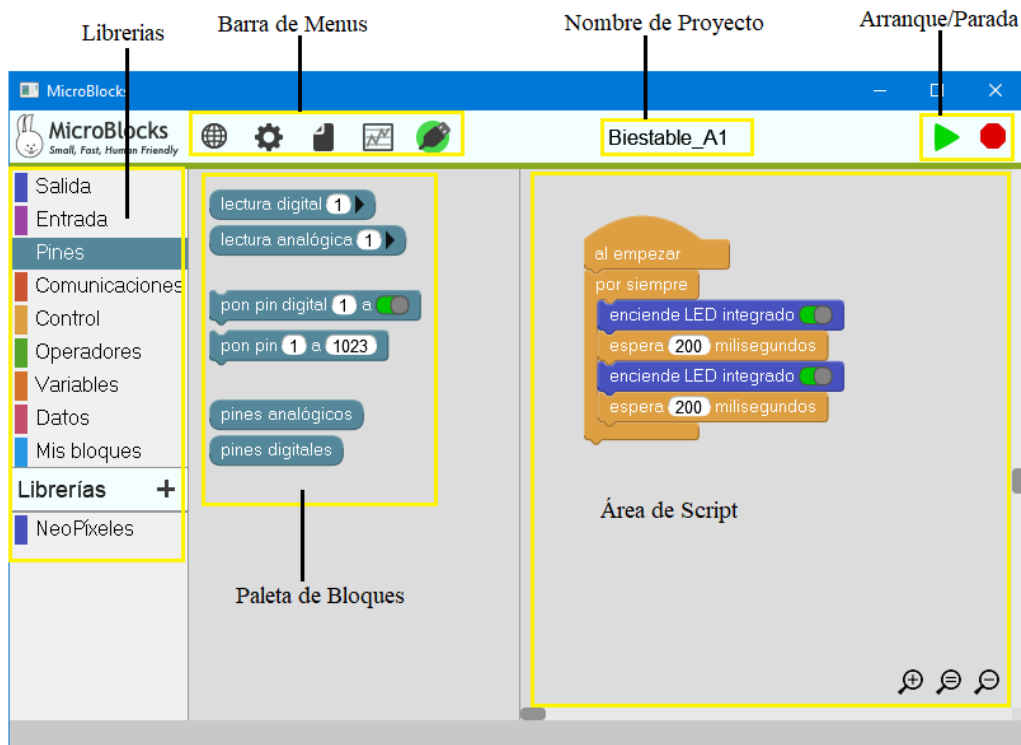 Librerias
Barra de Menus
Nombre de Proyecto
Arranque/Parada
MicroBlocks
MicroBlocks
Small, Fast, Human Friendly
Biestable_A1
Salida
Entrada
Pines
Comunicaciones
Control
Operadores
Variables
Datos
Mis bloques
Librerías +
NeoPíxeles
lectura digital 1
lectura analógica 1
pon pin digital 1 a
pon pin 1 a 1023
pines analógicos
pines digitales
Paleta de Bloques
al empezar
por siempre
enciende LED integrado
espera 200 milisegundos
enciende LED integrado
espera 200 milisegundos
Área de Script